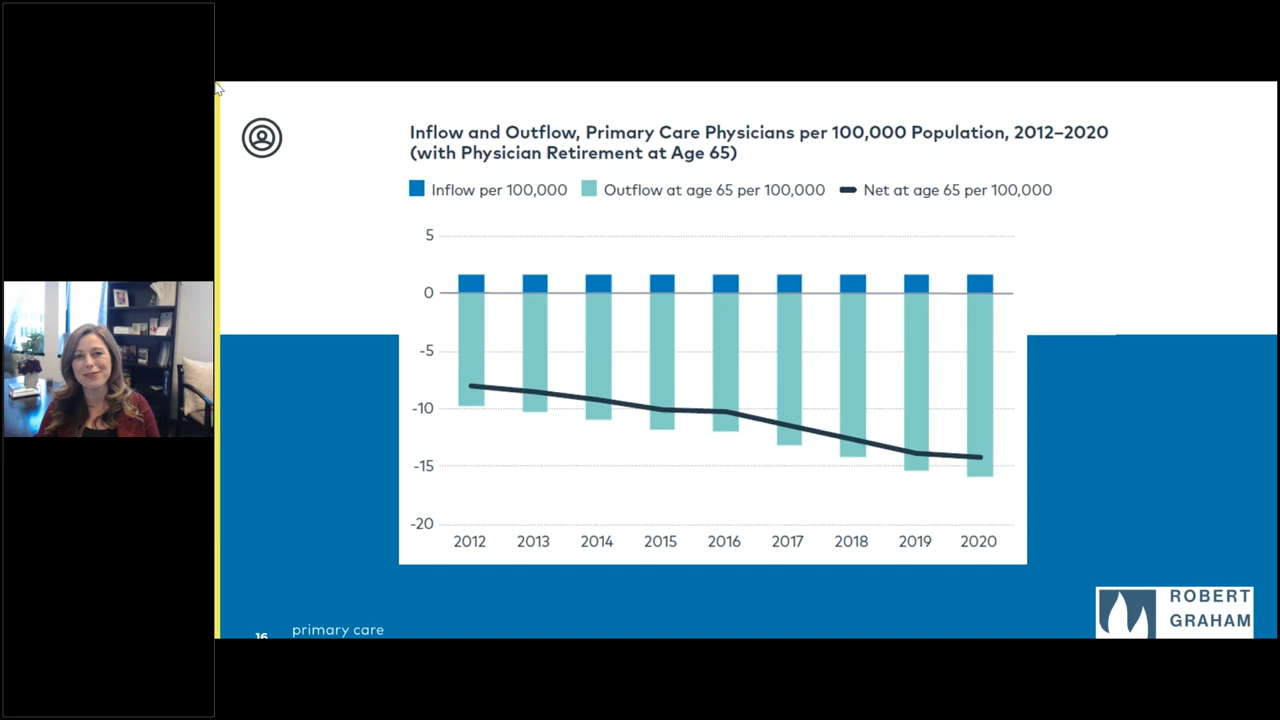 Inflow and Outflow, Primary Care Physicians per 100,000 Population, 2012–2020
(with Physician Retirement at Age 65)
Inflow per 100,000 Outflow at age 65 per 100,000 Net at age 65 per 100,000
5
0
-5
-10
-15
-20
2012 2013 2014 2015 2016 2017 2018 2019 2020
16 primary care
ROBERT
GRAHAM